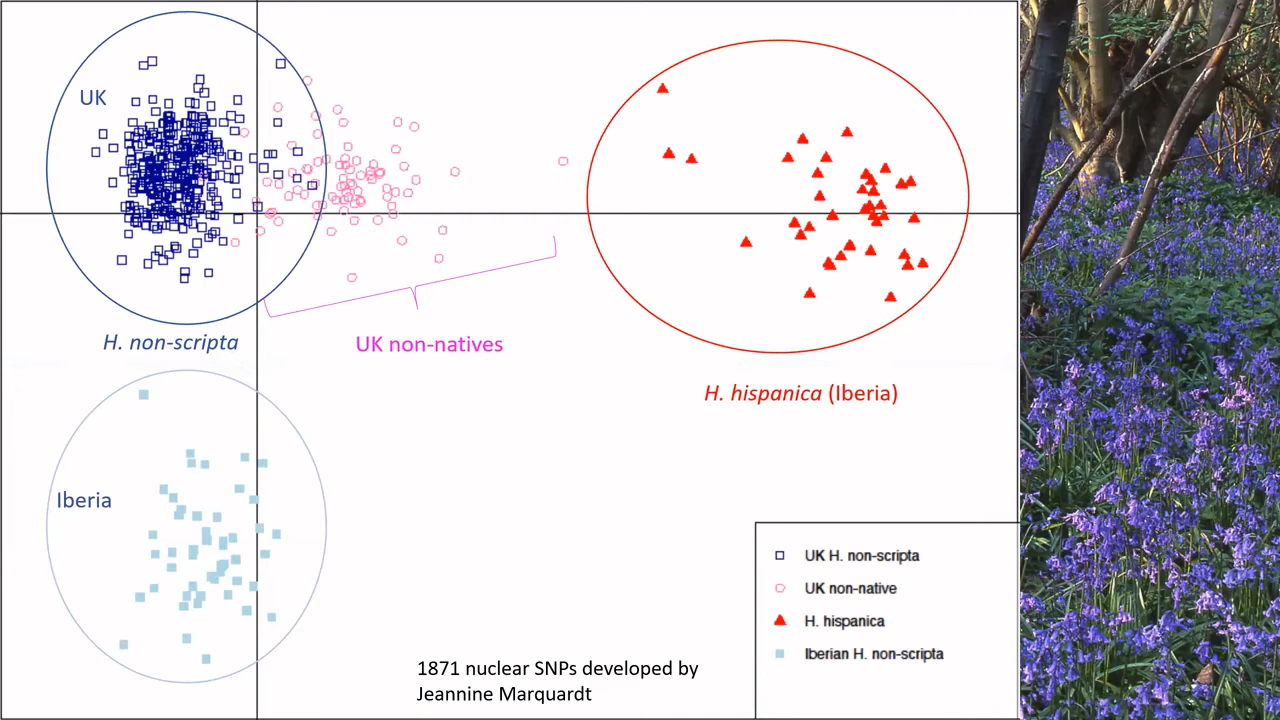 UK
H. non-scripta
UK non-natives
H. hispanica (Iberia)
Iberia
UK H. non-scripta
UK non-native
H. hispanica
Iberian H. non-scripta
1871 nuclear SNPs developed by
Jeannine Marquardt